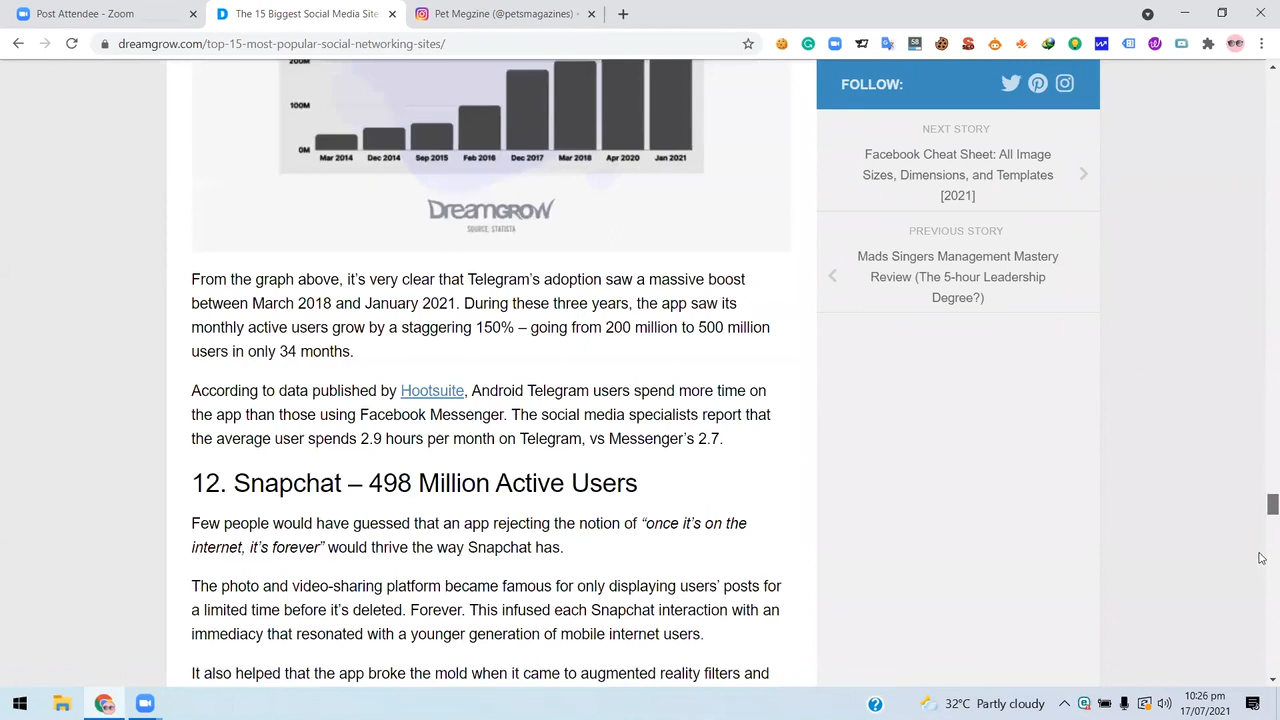 Post Attendee - Zoom
The 15 Biggest Social Media Site
Pet Megzine (@petsmagazines) •
dreamgrow.com/top-15-most-popular-social-networking-sites/
58
200M
100M
0M
Mar 2014 Dec 2014 Sep 2015 Feb 2016 Dec 2017 Mar 2018 Apr 2020 Jan 2021
DREAMGROW
SOURCE: STATISTA
From the graph above, it's very clear that Telegram's adoption saw a massive boost
between March 2018 and January 2021. During these three years, the app saw its
monthly active users grow by a staggering 150% – going from 200 million to 500 million
users in only 34 months.
According to data published by Hootsuite, Android Telegram users spend more time on
the app than those using Facebook Messenger. The social media specialists report that
the average user spends 2.9 hours per month on Telegram, vs Messenger's 2.7.
12. Snapchat – 498 Million Active Users
Few people would have guessed that an app rejecting the notion of “once it's on the
internet, it's forever” would thrive the way Snapchat has.
The photo and video-sharing platform became famous for only displaying users' posts for
a limited time before it's deleted. Forever. This infused each Snapchat interaction with an
immediacy that resonated with a younger generation of mobile internet users.
It also helped that the app broke the mold when it came to augmented reality filters and
FOLLOW:
NEXT STORY
Facebook Cheat Sheet: All Image
Sizes, Dimensions, and Templates
[2021]
PREVIOUS STORY
Mads Singers Management Mastery
Review (The 5-hour Leadership
Degree?)
32°C Partly cloudy
10:26 pm
17/07/2021